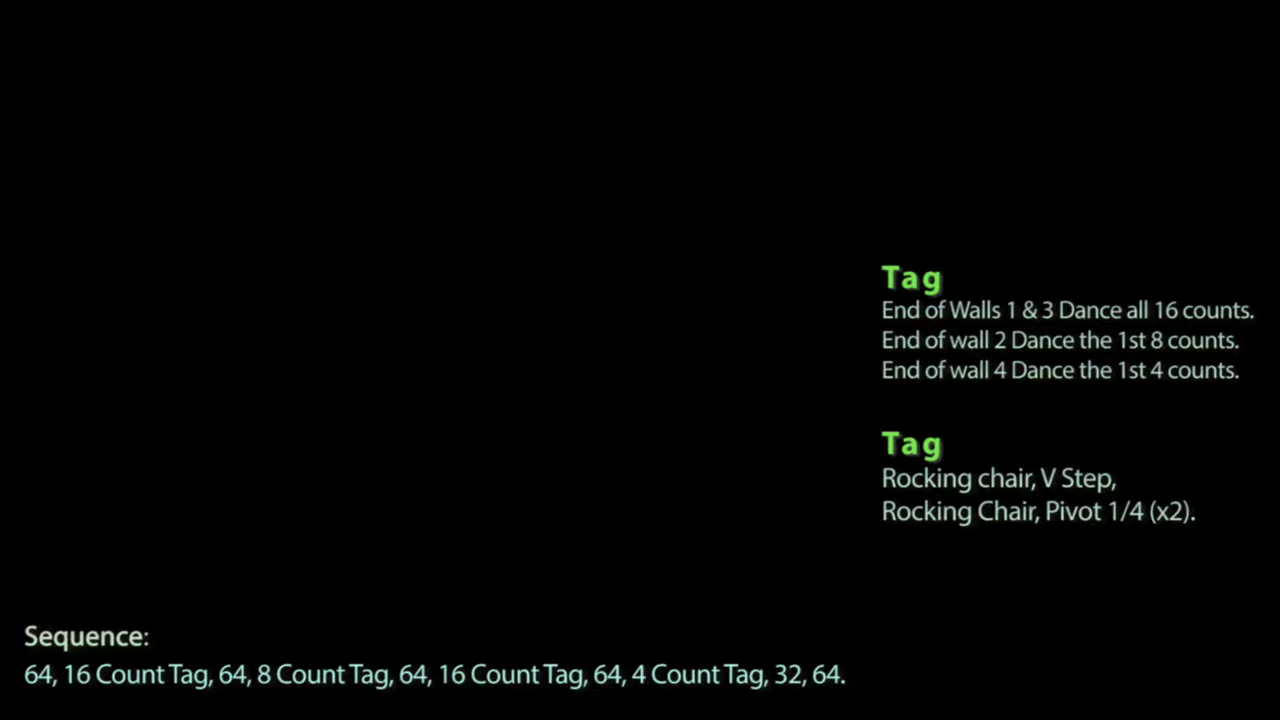 Tag
End of Walls 1 & 3 Dance all 16 counts.
End of wall 2 Dance the 1st 8 counts.
End of wall 4 Dance the 1st 4 counts.
Tag
Rocking chair, V Step,
Rocking Chair, Pivot 1/4 (x2).
Sequence:
64, 16 Count Tag, 64, 8 Count Tag, 64, 16 Count Tag, 64, 4 Count Tag, 32, 64.